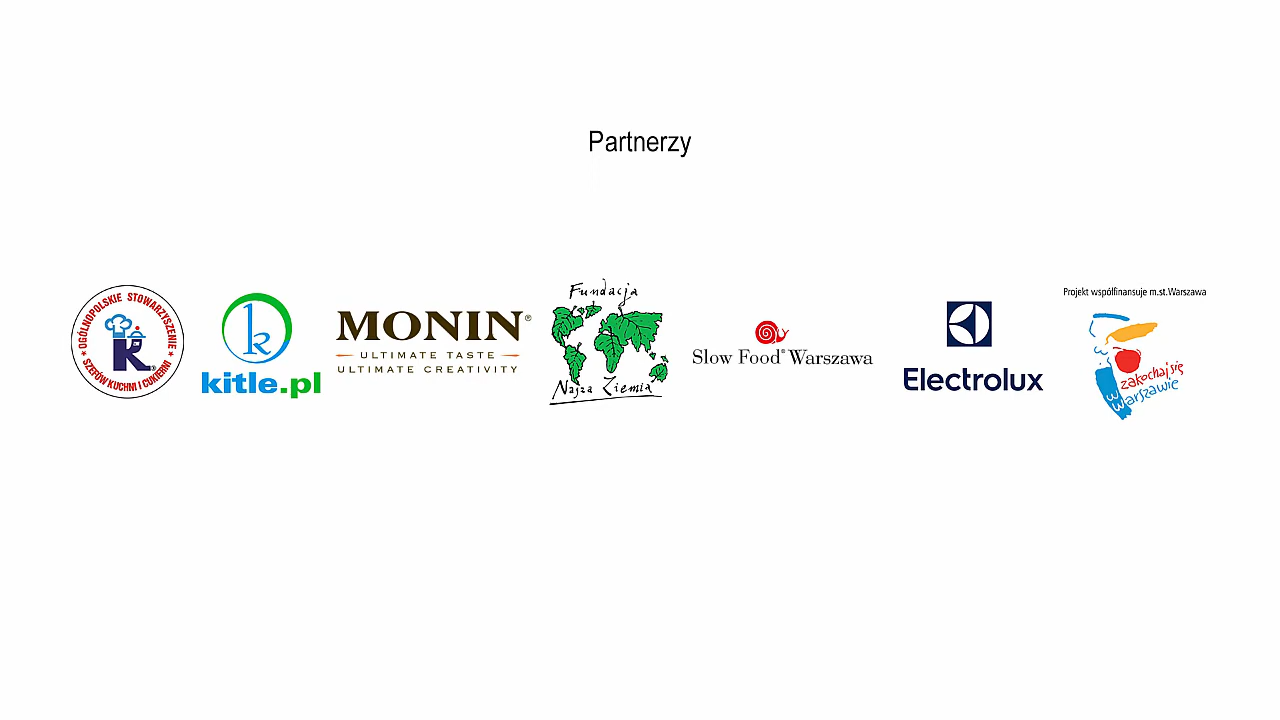 Partnerzy
OGÓLNOPOLSKIE STOWARZYSZENIE
SZEFÓW KUCHNI I CUKIERNI
K
k
kitle.pl
MONIN®
ULTIMATE TASTE
ULTIMATE CREATIVITY
Fundacja
Nasza Ziemia
Slow Food® Warszawa
Electrolux
Projekt współfinansuje m.st.Warszawa
zakochaj się
w warszawie